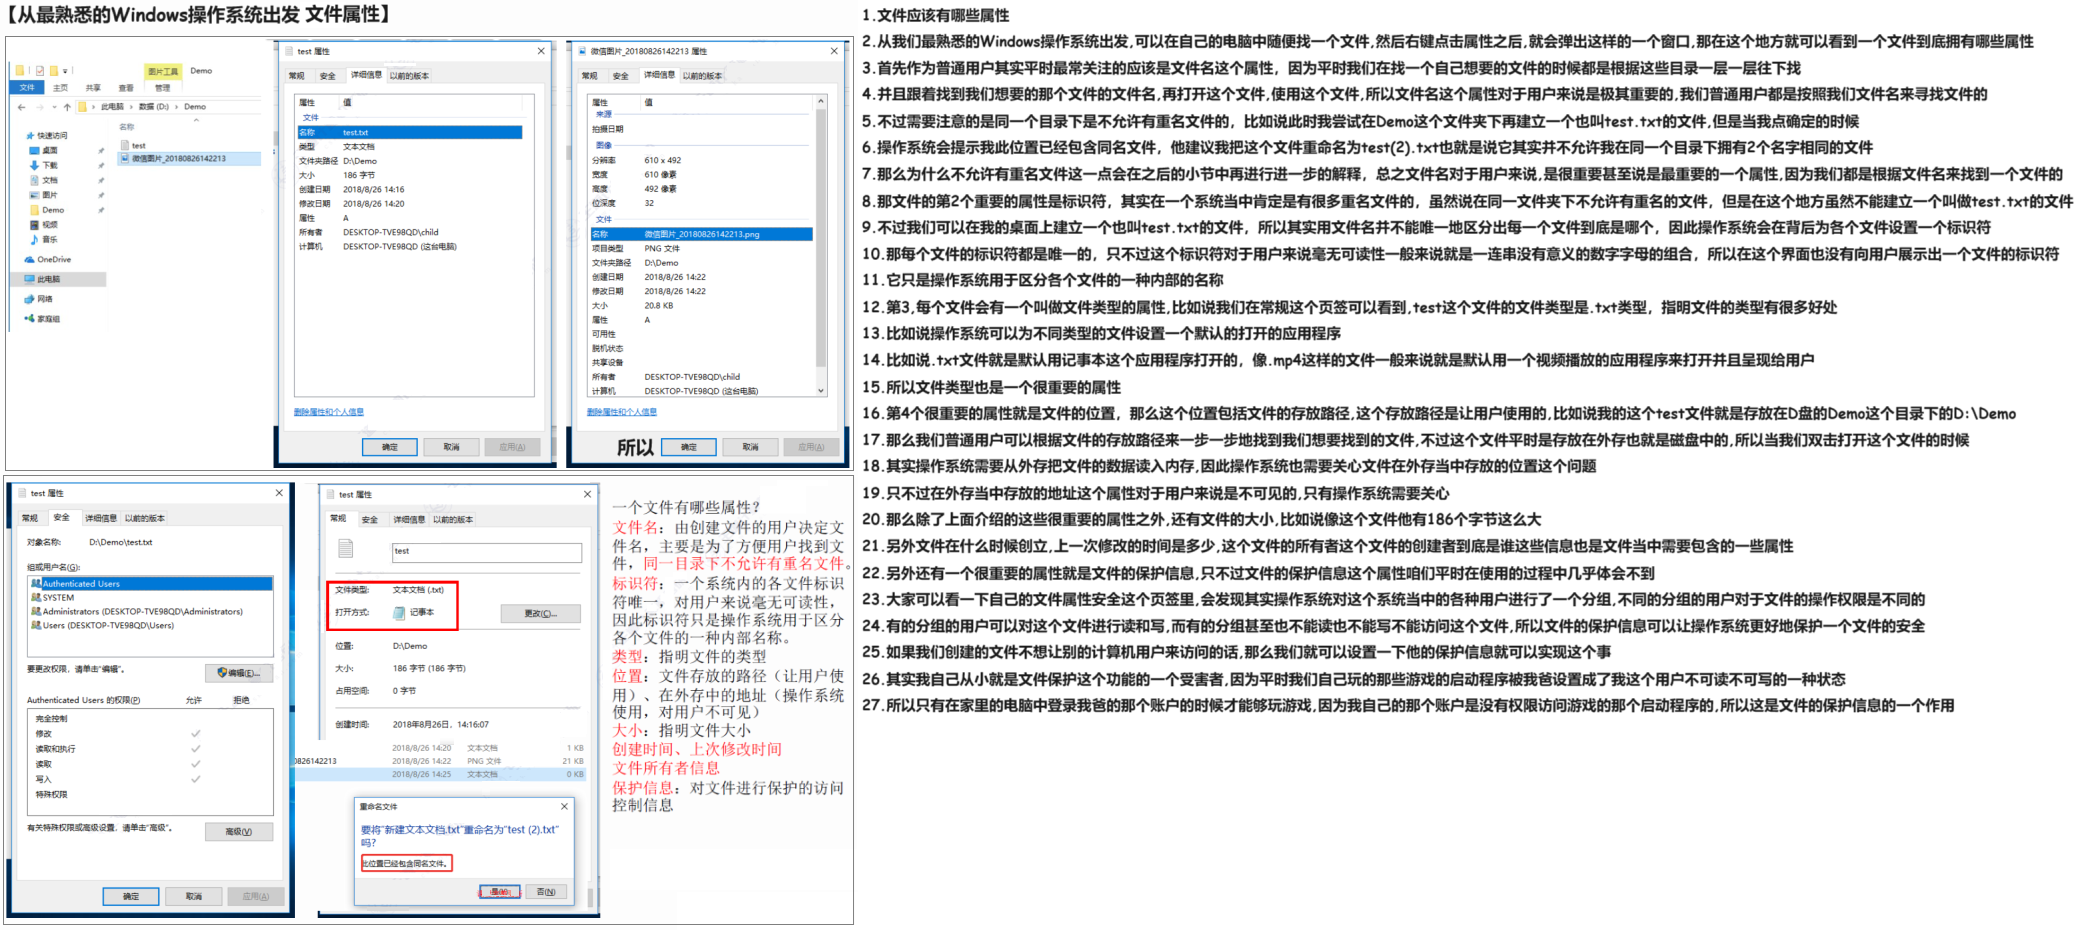 【从最熟悉的Windows操作系统出发 文件属性】
图片工具 Demo
文件 主页 共享 查看 管理
← → ↑ › 此电脑 › 数据 (D:) › Demo
名称
快速访问
桌面
下载
文档
图片
Demo
视频
音乐
OneDrive
此电脑
网络
家庭组
test
微信图片_20180826142213
test 属性
常规 安全 详细信息 以前的版本
属性 值
文件
名称 test.txt
类型 文本文档
文件夹路径 D:\Demo
大小 186 字节
创建日期 2018/8/26 14:16
修改日期 2018/8/26 14:20
属性 A
所有者 DESKTOP-TVE98QD\child
计算机 DESKTOP-TVE98QD (这台电脑)
删除属性和个人信息
确定 取消 应用(A)
微信图片_20180826142213 属性
常规 安全 详细信息 以前的版本
属性 值
来源
拍摄日期
图像
分辨率 610 x 492
宽度 610 像素
高度 492 像素
位深度 32
文件
名称 微信图片_20180826142213.png
项目类型 PNG 文件
文件夹路径 D:\Demo
创建日期 2018/8/26 14:22
修改日期 2018/8/26 14:22
大小 20.8 KB
属性 A
可用性
脱机状态
共享设备
所有者 DESKTOP-TVE98QD\child
计算机 DESKTOP-TVE98QD (这台电脑)
删除属性和个人信息
所以 确定 取消 应用(A)
test 属性
常规 安全 详细信息 以前的版本
对象名称: D:\Demo\test.txt
组或用户名(G):
Authenticated Users
SYSTEM
Administrators (DESKTOP-TVE98QD\Administrators)
Users (DESKTOP-TVE98QD\Users)
要更改权限，请单击"编辑"。 编辑(E)...
Authenticated Users 的权限(P) 允许 拒绝
完全控制
修改
读取和执行
读取
写入
特殊权限
有关特殊权限或高级设置，请单击"高级"。 高级(V)
确定 取消 应用(A)
test 属性
常规 安全 详细信息 以前的版本
test
文件类型: 文本文档 (.txt)
打开方式: 记事本 更改(C)...
位置: D:\Demo
大小: 186 字节 (186 字节)
占用空间: 0 字节
创建时间: 2018年8月26日，14:16:07
2018/8/26 14:20 文本文档 1 KB
0826142213 2018/8/26 14:22 PNG 文件 21 KB
2018/8/26 14:25 文本文档 0 KB
重命名文件
要将"新建文本文档.txt"重命名为"test (2).txt"
吗?
此位置已经包含同名文件。
是(Y) 否(N)
一个文件有哪些属性？
文件名：由创建文件的用户决定文
件名，主要是为了方便用户找到文
件，同一目录下不允许有重名文件。
标识符：一个系统内的各文件标识
符唯一，对用户来说毫无可读性，
因此标识符只是操作系统用于区分
各个文件的一种内部名称。
类型：指明文件的类型
位置：文件存放的路径（让用户使
用）、在外存中的地址（操作系统
使用，对用户不可见）
大小：指明文件大小
创建时间、上次修改时间
文件所有者信息
保护信息：对文件进行保护的访问
控制信息
1.文件应该有哪些属性
2.从我们最熟悉的Windows操作系统出发,可以在自己的电脑中随便找一个文件,然后右键点击属性之后,就会弹出这样的一个窗口,那在这个地方就可以看到一个文件到底拥有哪些属性
3.首先作为普通用户其实平时最常关注的应该是文件名这个属性，因为平时我们在找一个自己想要的文件的时候都是根据这些目录一层一层往下找
4.并且跟着找到我们想要的那个文件的文件名,再打开这个文件,使用这个文件,所以文件名这个属性对于用户来说是极其重要的,我们普通用户都是按照我们文件名来寻找文件的
5.不过需要注意的是同一个目录下是不允许有重名文件的，比如说此时我尝试在Demo这个文件夹下再建立一个也叫test.txt的文件,但是当我点确定的时候
6.操作系统会提示我此位置已经包含同名文件，他建议我把这个文件重命名为test(2).txt也就是说它其实并不允许我在同一个目录下拥有2个名字相同的文件
7.那么为什么不允许有重名文件这一点会在之后的小节中再进行进一步的解释，总之文件名对于用户来说,是很重要甚至说是最重要的一个属性,因为我们都是根据文件名来找到一个文件的
8.那文件的第2个重要的属性是标识符，其实在一个系统当中肯定是有很多重名文件的，虽然说在同一文件夹下不允许有重名的文件，但是在这个地方虽然不能建立一个叫做test.txt的文件
9.不过我们可以在我的桌面上建立一个也叫test.txt的文件，所以其实用文件名并不能唯一地区分出每一个文件到底是哪个，因此操作系统会在背后为各个文件设置一个标识符
10.那每个文件的标识符都是唯一的，只不过这个标识符对于用户来说毫无可读性一般来说就是一连串没有意义的数字字母的组合，所以在这个界面也没有向用户展示出一个文件的标识符
11.它只是操作系统用于区分各个文件的一种内部的名称
12.第3,每个文件会有一个叫做文件类型的属性,比如说我们在常规这个页签可以看到,test这个文件的文件类型是.txt类型，指明文件的类型有很多好处
13.比如说操作系统可以为不同类型的文件设置一个默认的打开的应用程序
14.比如说.txt文件就是默认用记事本这个应用程序打开的，像.mp4这样的文件一般来说就是默认用一个视频播放的应用程序来打开并且呈现给用户
15.所以文件类型也是一个很重要的属性
16.第4个很重要的属性就是文件的位置，那么这个位置包括文件的存放路径,这个存放路径是让用户使用的,比如说我的这个test文件就是存放在D盘的Demo这个目录下的D:\Demo
17.那么我们普通用户可以根据文件的存放路径来一步一步地找到我们想要找到的文件,不过这个文件平时是存放在外存也就是磁盘中的,所以当我们双击打开这个文件的时候
18.其实操作系统需要从外存把文件的数据读入内存,因此操作系统也需要关心文件在外存当中存放的位置这个问题
19.只不过在外存当中存放的地址这个属性对于用户来说是不可见的,只有操作系统需要关心
20.那么除了上面介绍的这些很重要的属性之外,还有文件的大小,比如说像这个文件他有186个字节这么大
21.另外文件在什么时候创立,上一次修改的时间是多少,这个文件的所有者这个文件的创建者到底是谁这些信息也是文件当中需要包含的一些属性
22.另外还有一个很重要的属性就是文件的保护信息,只不过文件的保护信息这个属性咱们平时在使用的过程中几乎体会不到
23.大家可以看一下自己的文件属性安全这个页签里,会发现其实操作系统对这个系统当中的各种用户进行了一个分组,不同的分组的用户对于文件的操作权限是不同的
24.有的分组的用户可以对这个文件进行读和写,而有的分组甚至也不能读也不能写不能访问这个文件,所以文件的保护信息可以让操作系统更好地保护一个文件的安全
25.如果我们创建的文件不想让别的计算机用户来访问的话,那么我们就可以设置一下他的保护信息就可以实现这个事
26.其实我自己从小就是文件保护这个功能的一个受害者,因为平时我们自己玩的那些游戏的启动程序被我爸设置成了我这个用户不可读不可写的一种状态
27.所以只有在家里的电脑中登录我爸的那个账户的时候才能够玩游戏,因为我自己的那个账户是没有权限访问游戏的那个启动程序的,所以这是文件的保护信息的一个作用